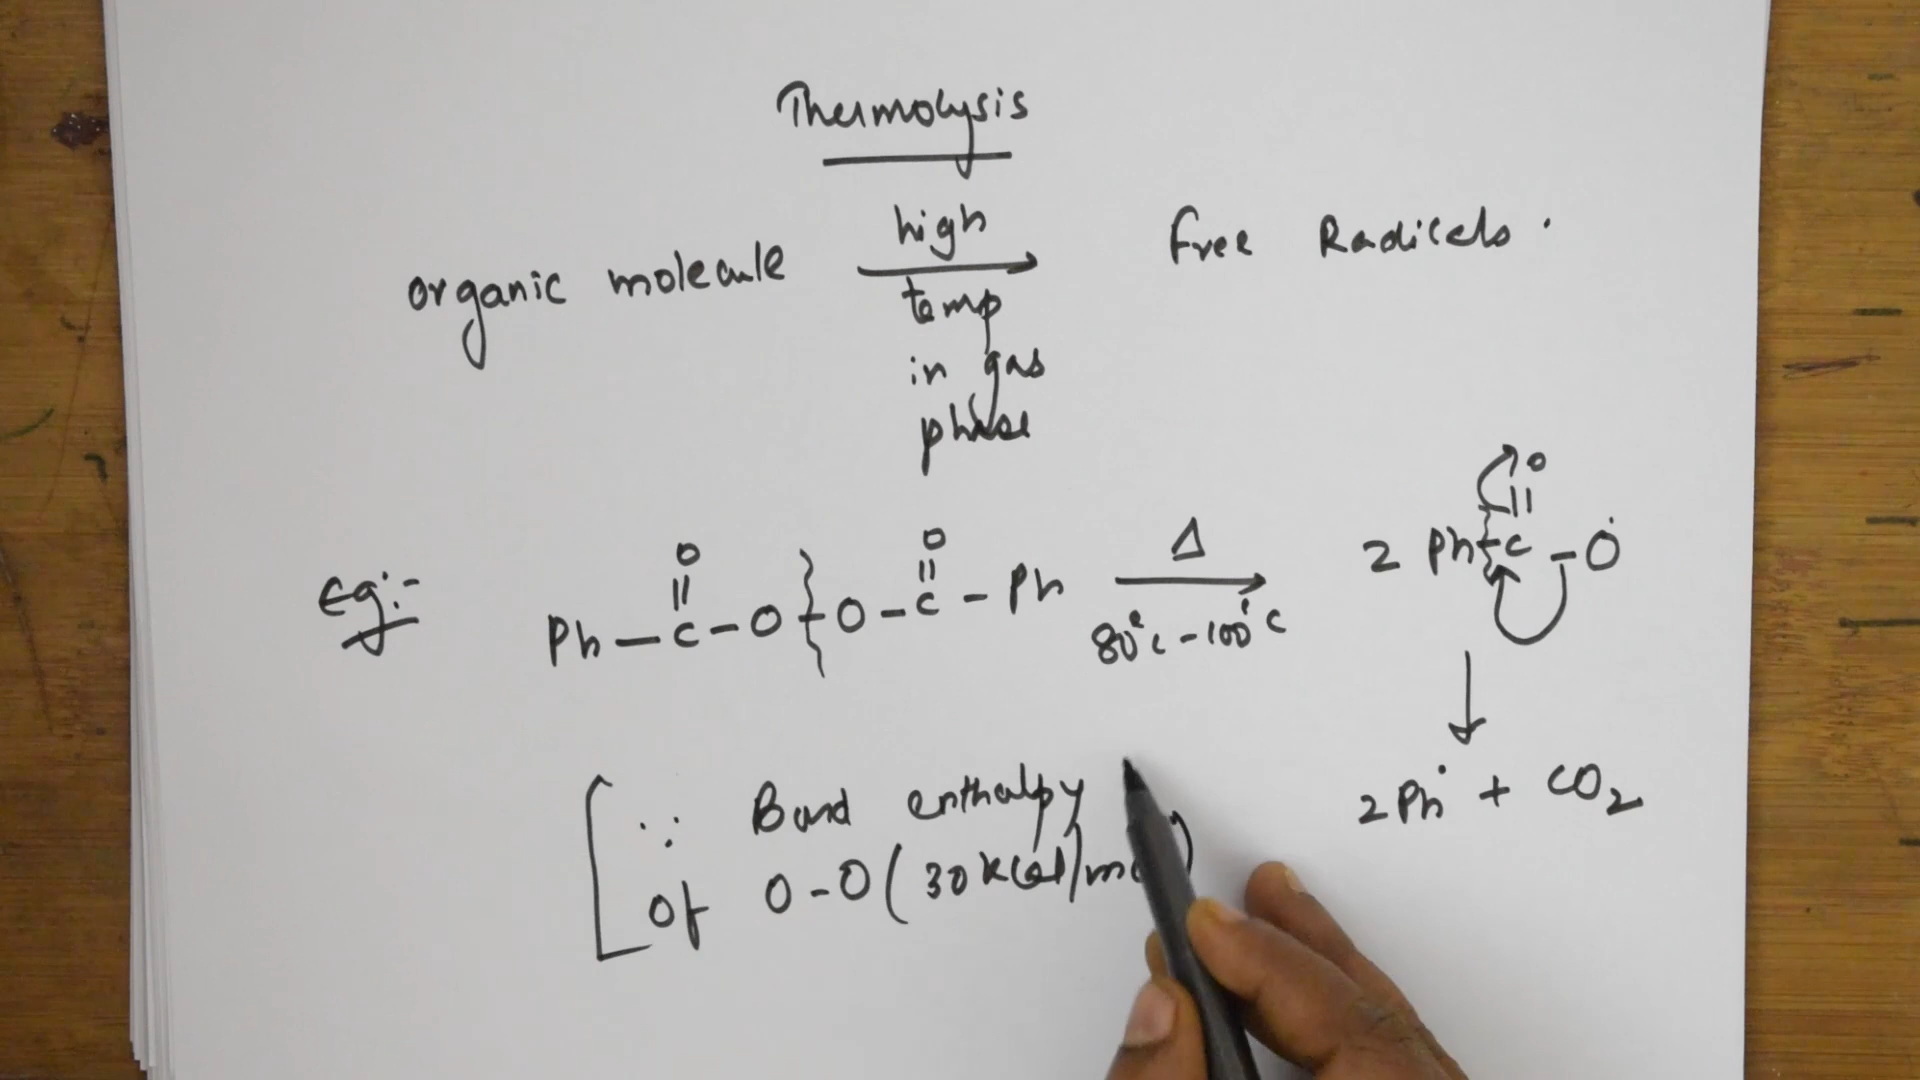 Thermolysis
organic molecule high Free Radicals.
temp
in gas
phase
O O O
|| || ||
Eg:- Ph-C-O-O-C-Ph Δ 2 Ph-C-Ȯ
80°C-100°C
↓
∵ Bond enthalpy 2Ph˙ + CO2
of O-O (30 kcal/